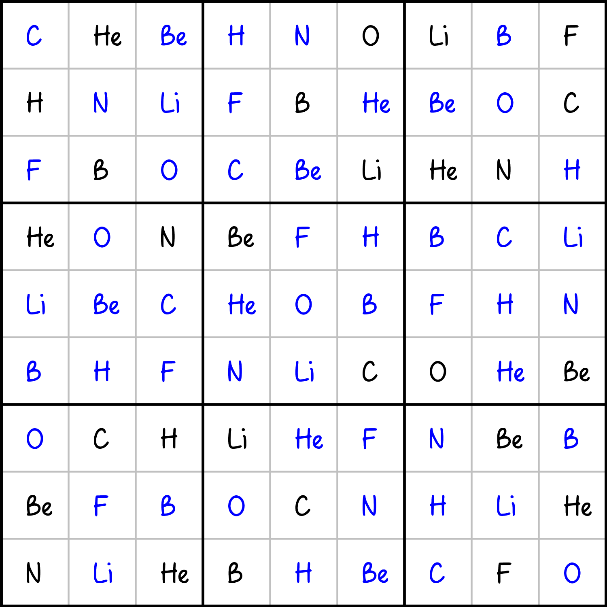 C He Be H N O Li B F
H N Li F B He Be O C
F B O C Be Li He N H
He O N Be F H B C Li
Li Be C He O B F H N
B H F N Li C O He Be
O C H Li He F N Be B
Be F B O C N H Li He
N Li He B H Be C F O